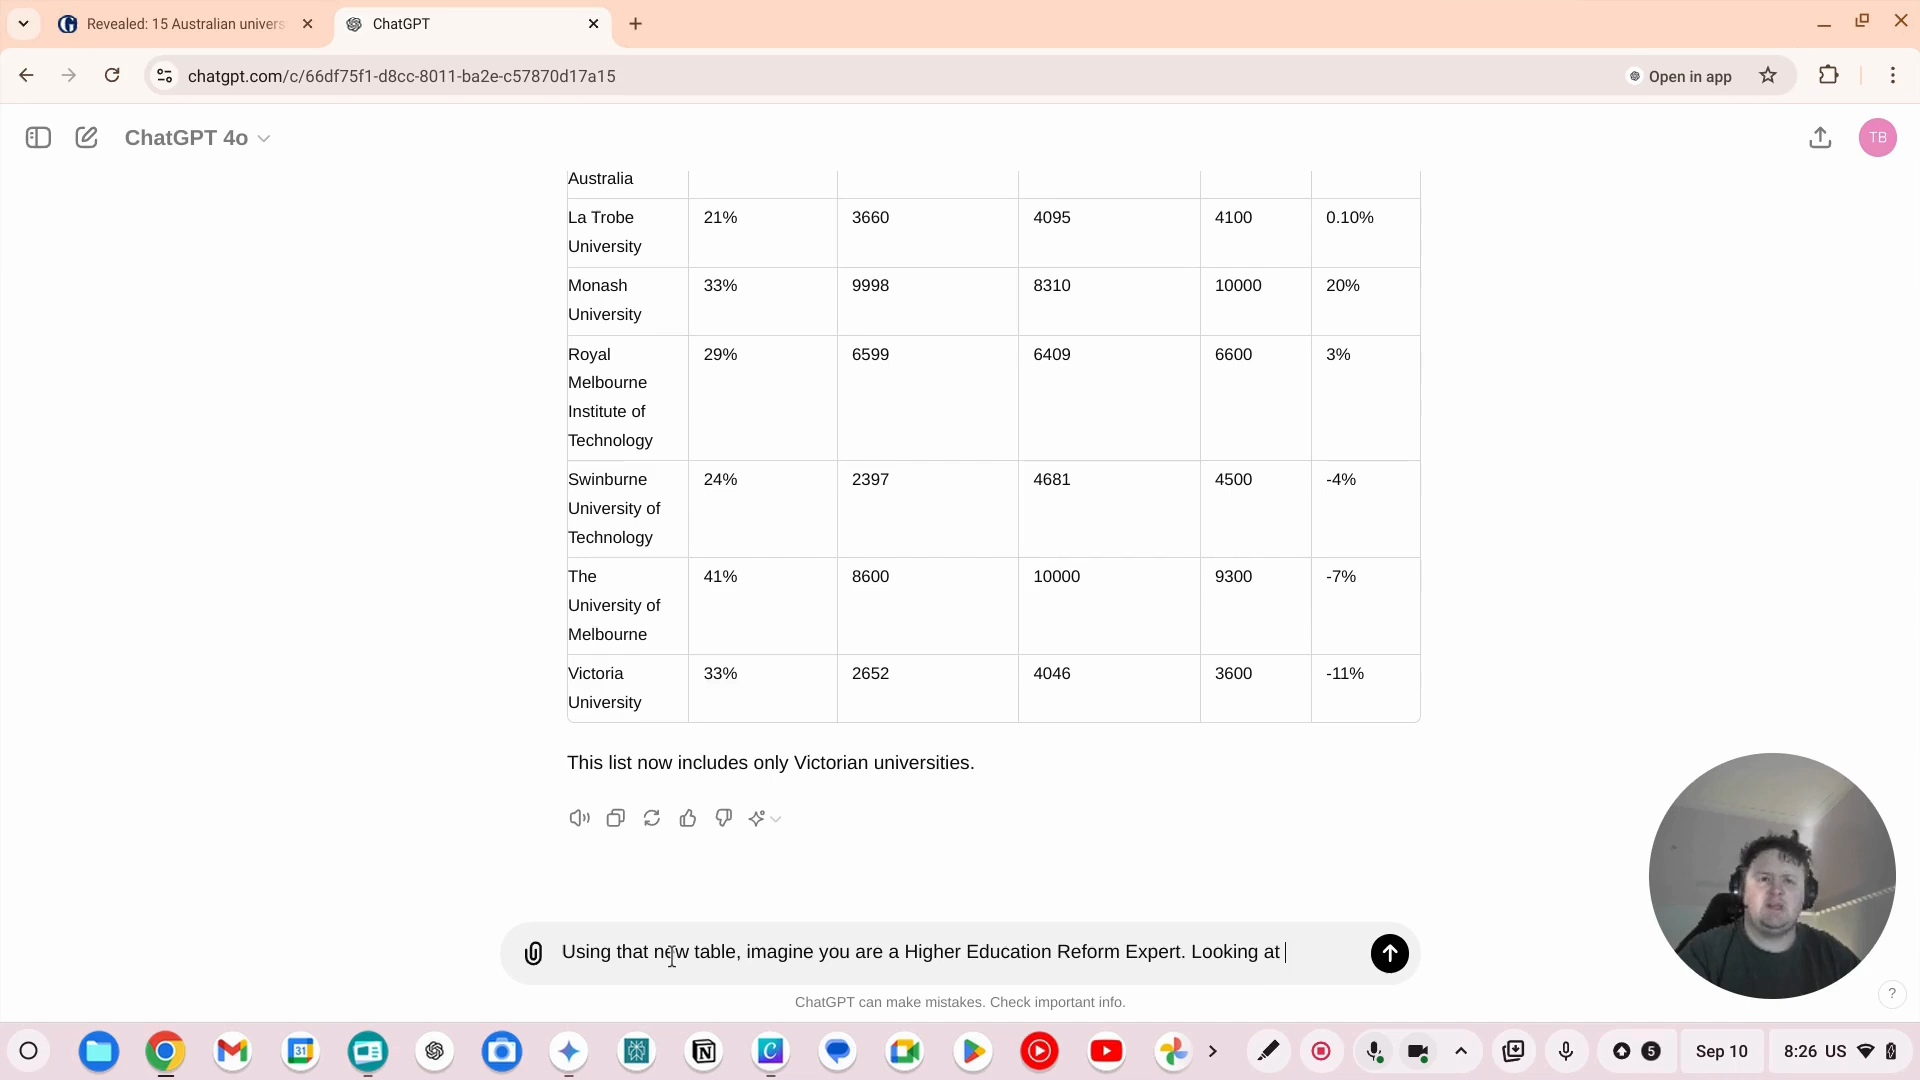 Revealed: 15 Australian univers
ChatGPT
chatgpt.com/c/66df75f1-d8cc-8011-ba2e-c57870d17a15
Open in app
ChatGPT 4o
TB
Australia
La Trobe University 21% 3660 4095 4100 0.10%
Monash University 33% 9998 8310 10000 20%
Royal Melbourne Institute of Technology 29% 6599 6409 6600 3%
Swinburne University of Technology 24% 2397 4681 4500 -4%
The University of Melbourne 41% 8600 10000 9300 -7%
Victoria University 33% 2652 4046 3600 -11%
This list now includes only Victorian universities.
Using that new table, imagine you are a Higher Education Reform Expert. Looking at
ChatGPT can make mistakes. Check important info.
?
31
5
Sep 10
8:26 US